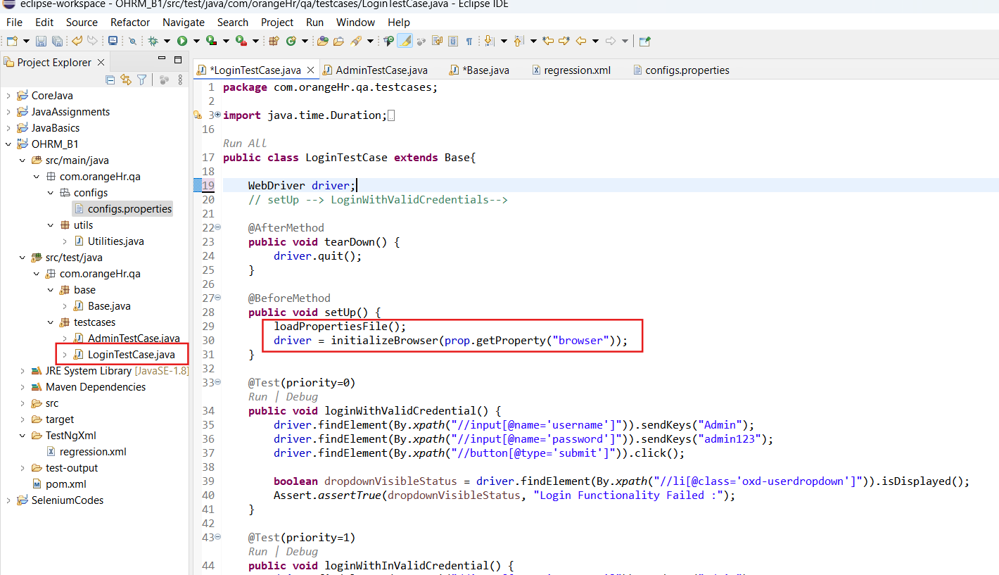 eclipse-workspace - OHRM_B1/src/test/java/com/orangeHr/qa/testcases/LoginTestCase.java - Eclipse IDE
File Edit Source Refactor Navigate Search Project Run Window Help
Project Explorer
CoreJava
JavaAssignments
JavaBasics
OHRM_B1
src/main/java
com.orangeHr.qa
configs
configs.properties
utils
Utilities.java
src/test/java
com.orangeHr.qa
base
Base.java
testcases
AdminTestCase.java
LoginTestCase.java
JRE System Library [JavaSE-1.8]
Maven Dependencies
src
target
TestNgXml
regression.xml
test-output
pom.xml
SeleniumCodes
*LoginTestCase.java AdminTestCase.java *Base.java regression.xml configs.properties
1 package com.orangeHr.qa.testcases;
2
3 import java.time.Duration;
16
Run All
17 public class LoginTestCase extends Base{
18
19 WebDriver driver;
20 // setUp --> LoginWithValidCredentials-->
21
22 @AfterMethod
23 public void tearDown() {
24 driver.quit();
25 }
26
27 @BeforeMethod
28 public void setUp() {
29 loadPropertiesFile();
30 driver = initializeBrowser(prop.getProperty("browser"));
31 }
32
33 @Test(priority=0)
Run | Debug
34 public void loginWithValidCredential() {
35 driver.findElement(By.xpath("//input[@name='username']")).sendKeys("Admin");
36 driver.findElement(By.xpath("//input[@name='password']")).sendKeys("admin123");
37 driver.findElement(By.xpath("//button[@type='submit']")).click();
38
39 boolean dropdownVisibleStatus = driver.findElement(By.xpath("//li[@class='oxd-userdropdown']")).isDisplayed();
40 Assert.assertTrue(dropdownVisibleStatus, "Login Functionality Failed :");
41 }
42
43 @Test(priority=1)
Run | Debug
44 public void loginWithInValidCredential() {